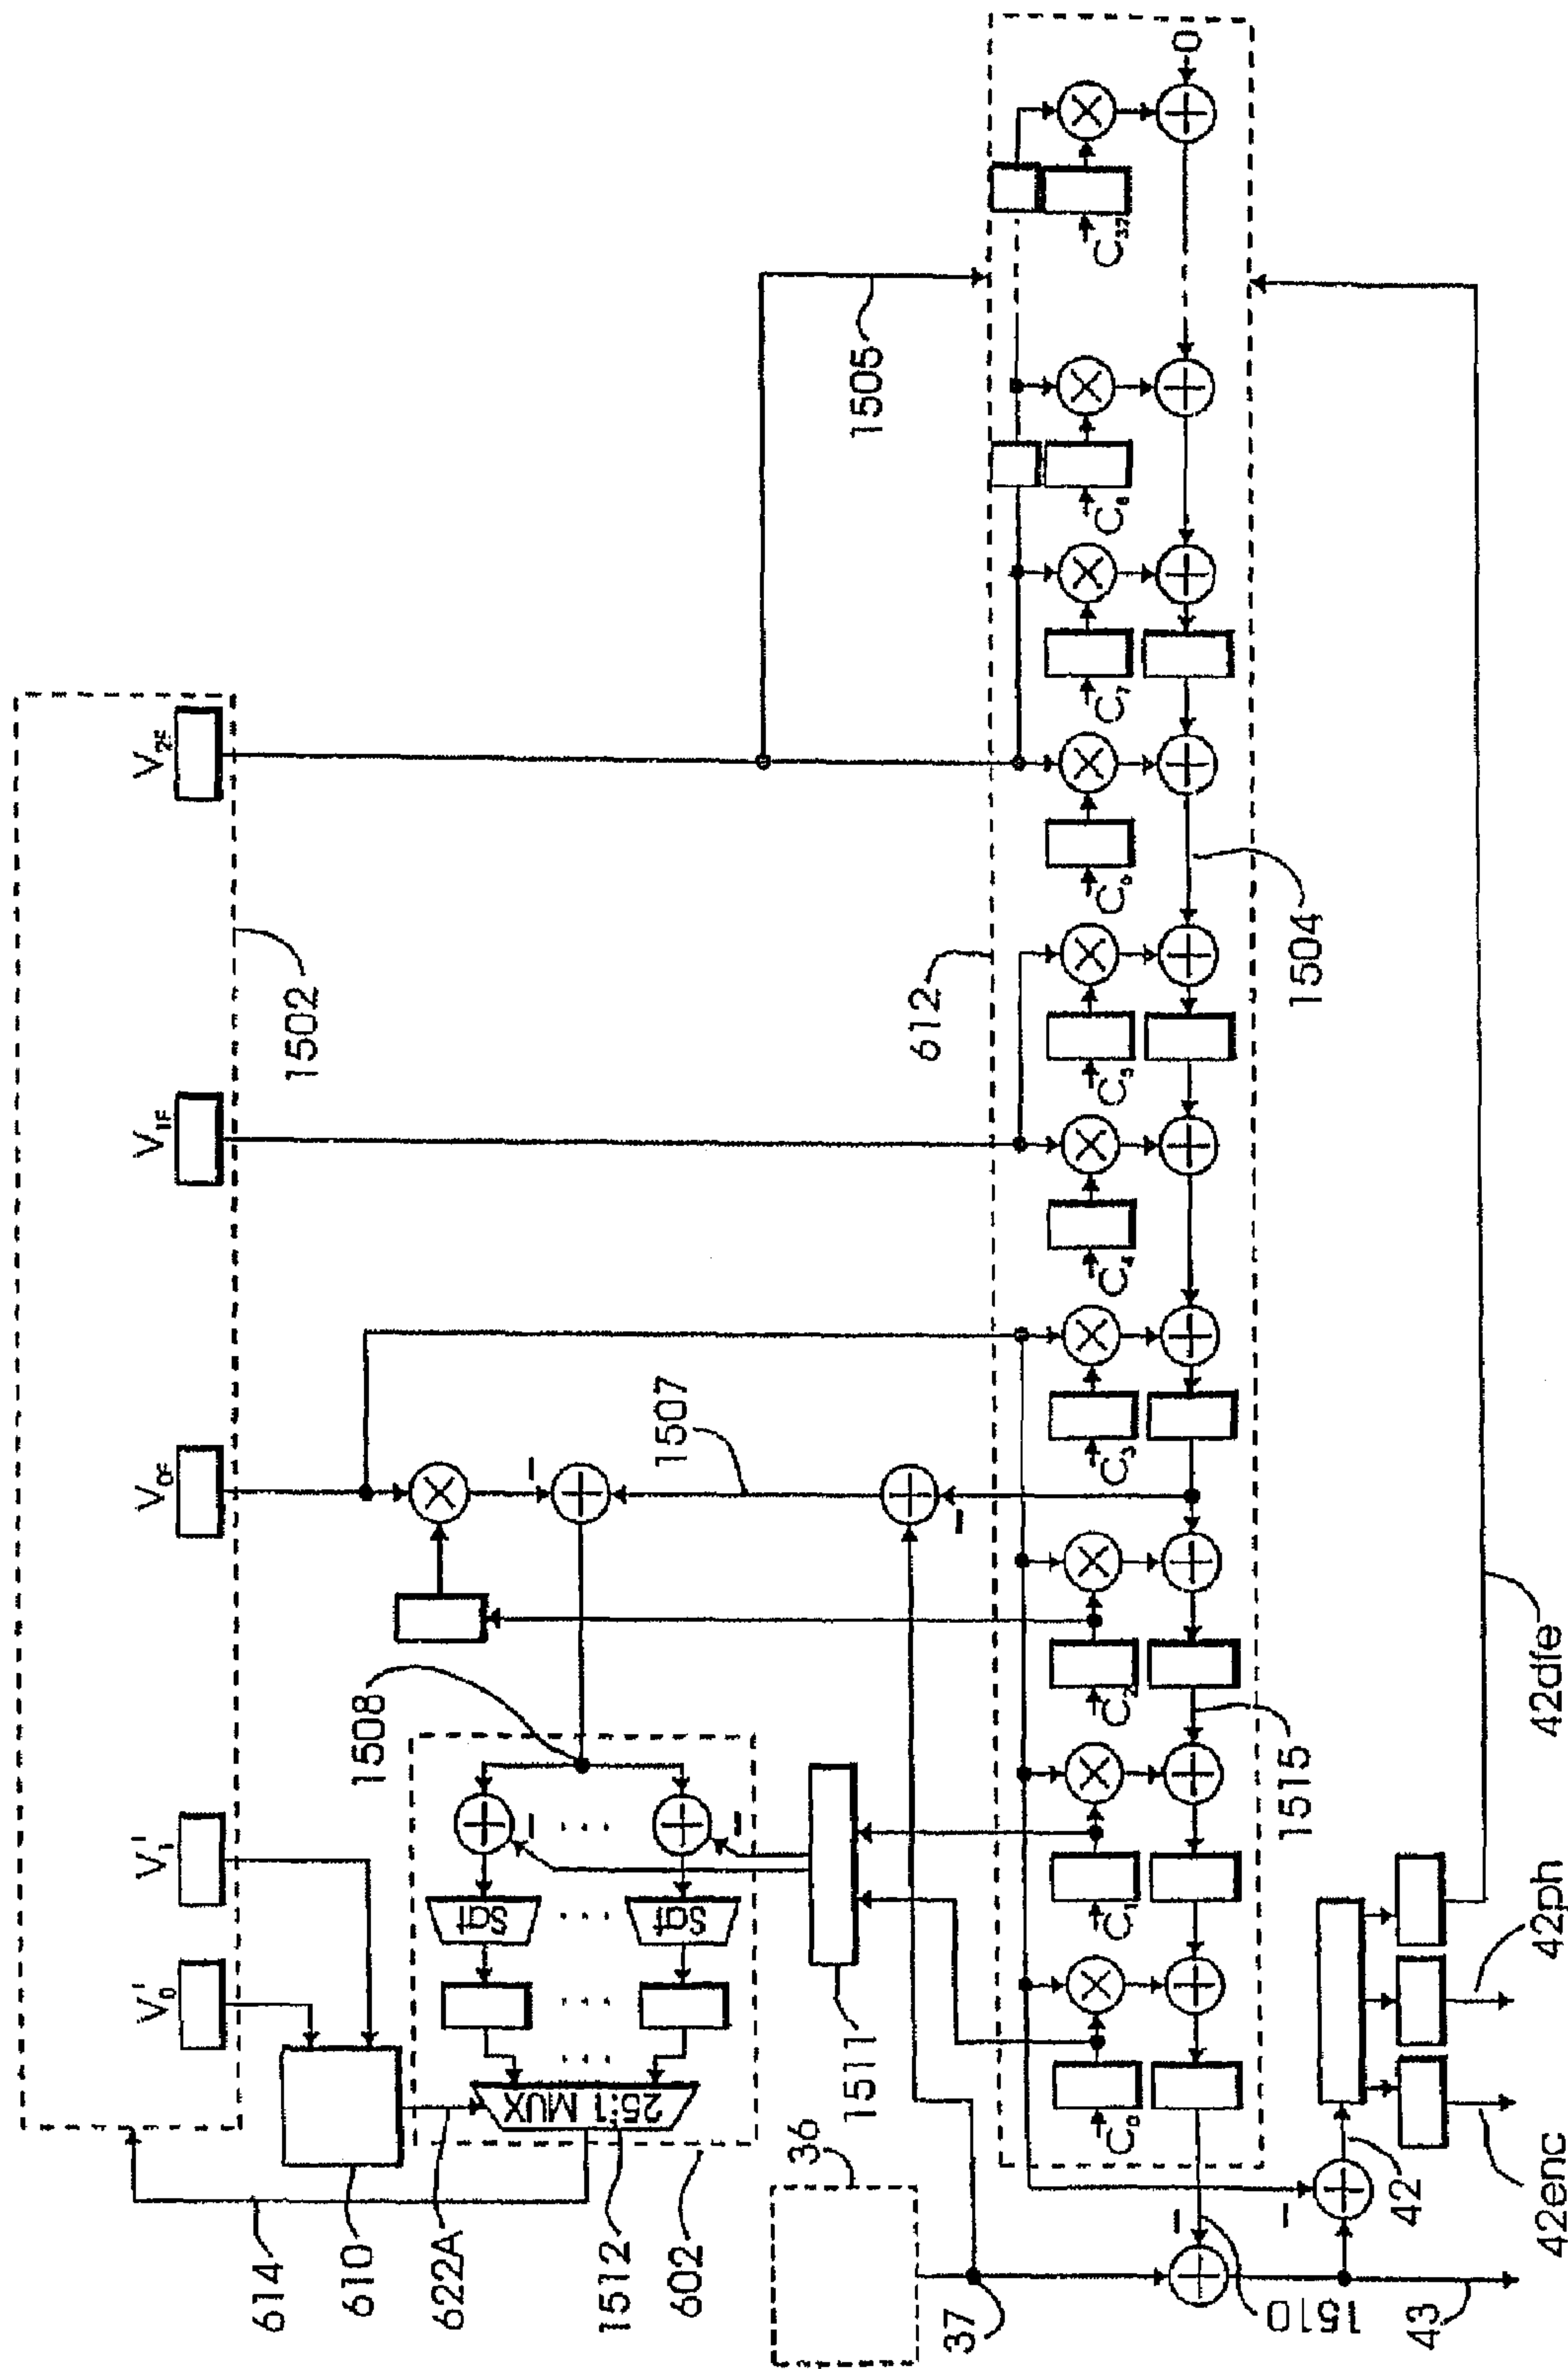 V'₀
V'₁
V₀F
V₁F
V₂F
614
1502
610
1508
622A
Sqf
Sqf
25:1 MUX
1512
1507
602
36
1511
1505
612
37
C₀
C₁
C₂
C₃
C₄
C₅
C₆
C₇
C₈
C₃₇
0
1515
1504
1510
42
43
42enc
42ph
42dfe